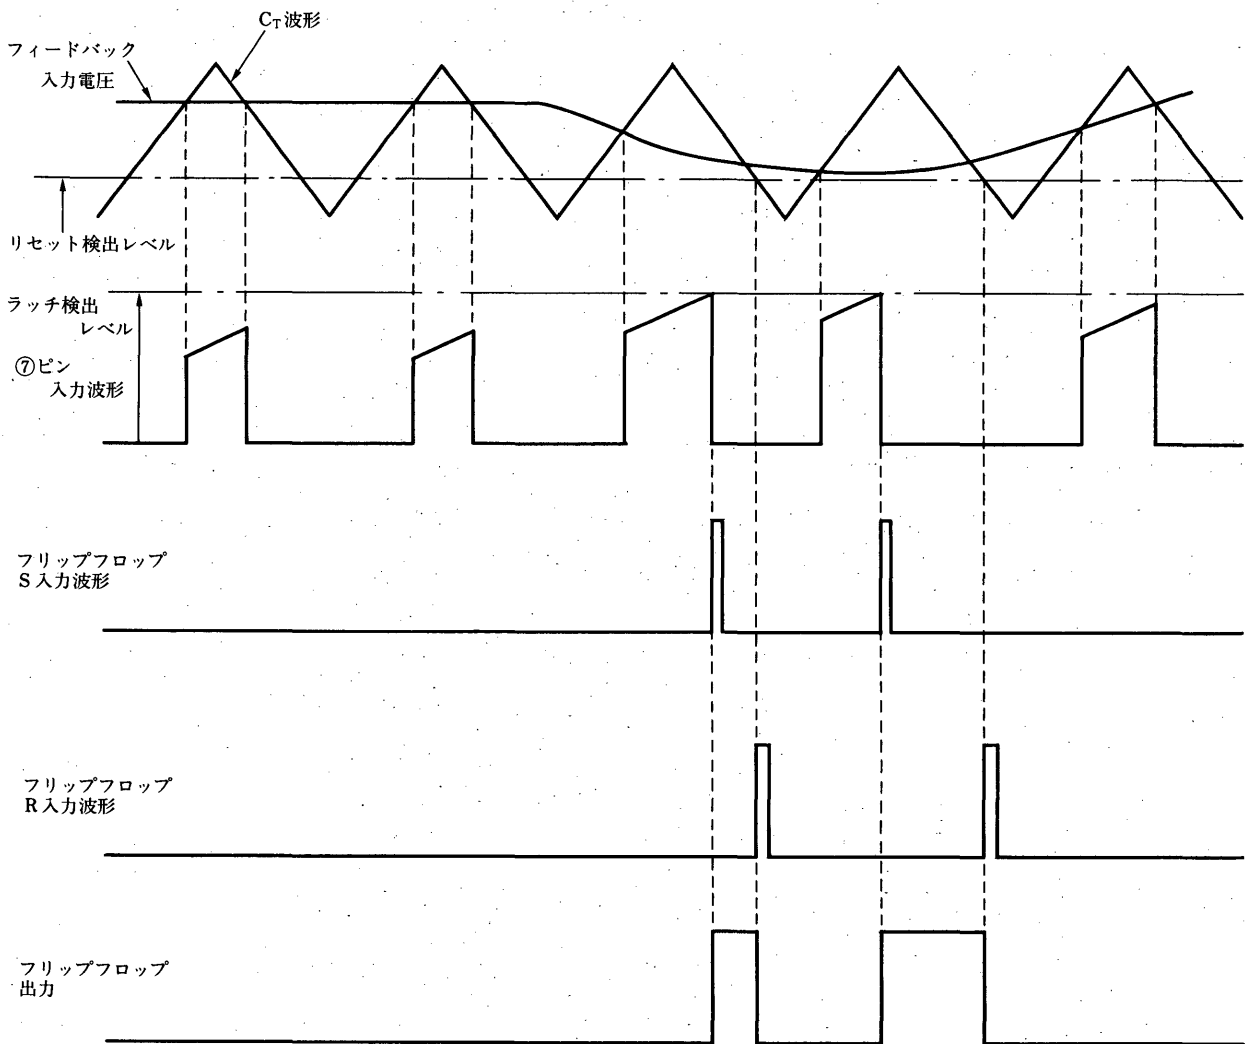 C_T波形
フィードバック
入力電圧
リセット検出レベル
ラッチ検出
レベル
⑦ピン
入力波形
フリップフロップ
S入力波形
フリップフロップ
R入力波形
フリップフロップ
出力